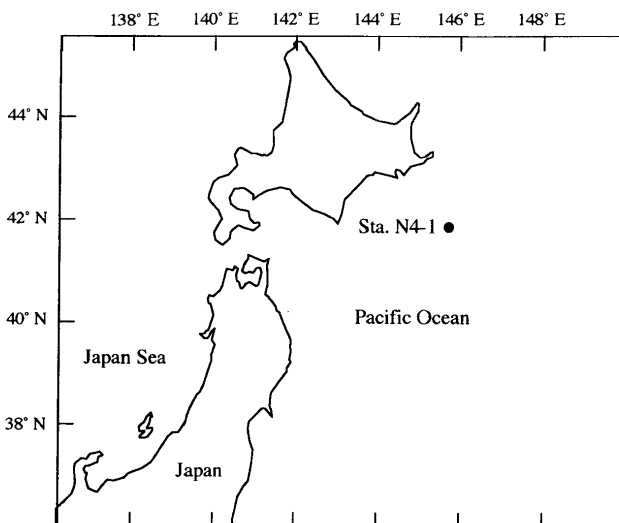 138° E 140° E 142° E 144° E 146° E 148° E
44° N
42° N
Sta. N4-1
40° N
Pacific Ocean
Japan Sea
38° N
Japan